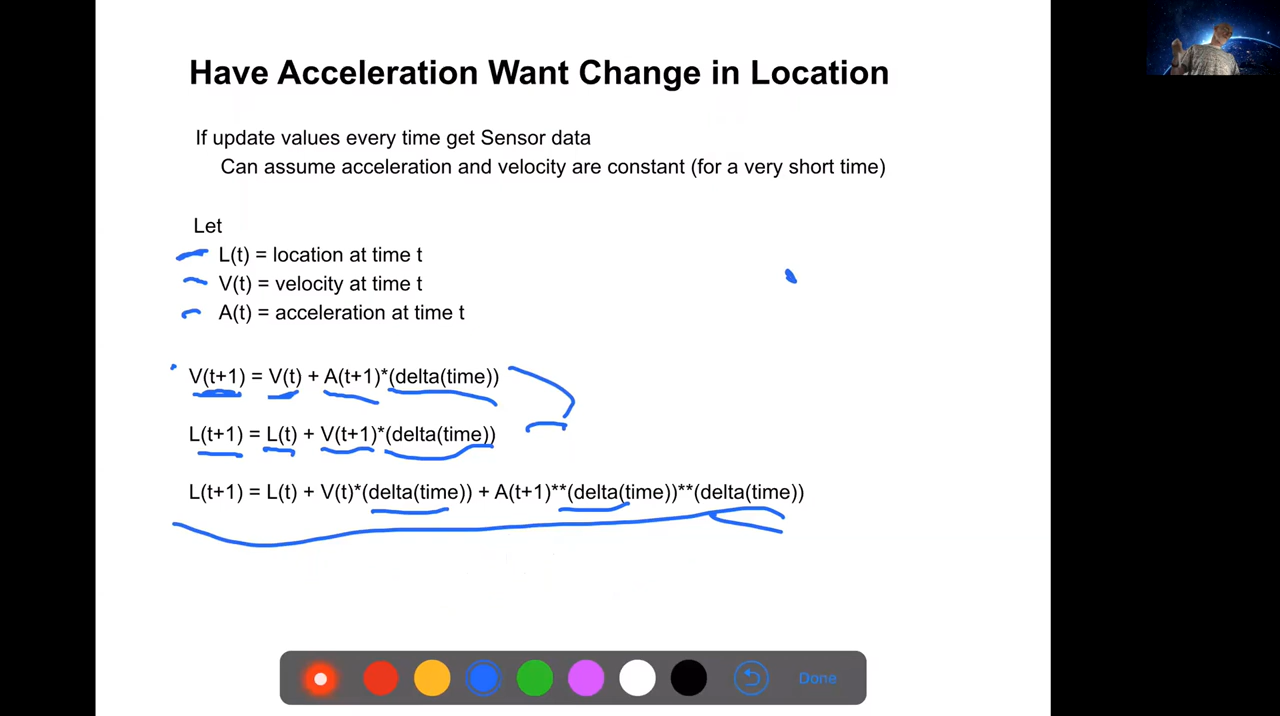 Have Acceleration Want Change in Location
If update values every time get Sensor data
Can assume acceleration and velocity are constant (for a very short time)
Let
L(t) = location at time t
V(t) = velocity at time t
A(t) = acceleration at time t
V(t+1) = V(t) + A(t+1)*(delta(time))
L(t+1) = L(t) + V(t+1)*(delta(time))
L(t+1) = L(t) + V(t)*(delta(time)) + A(t+1)**(delta(time))**(delta(time))
Done